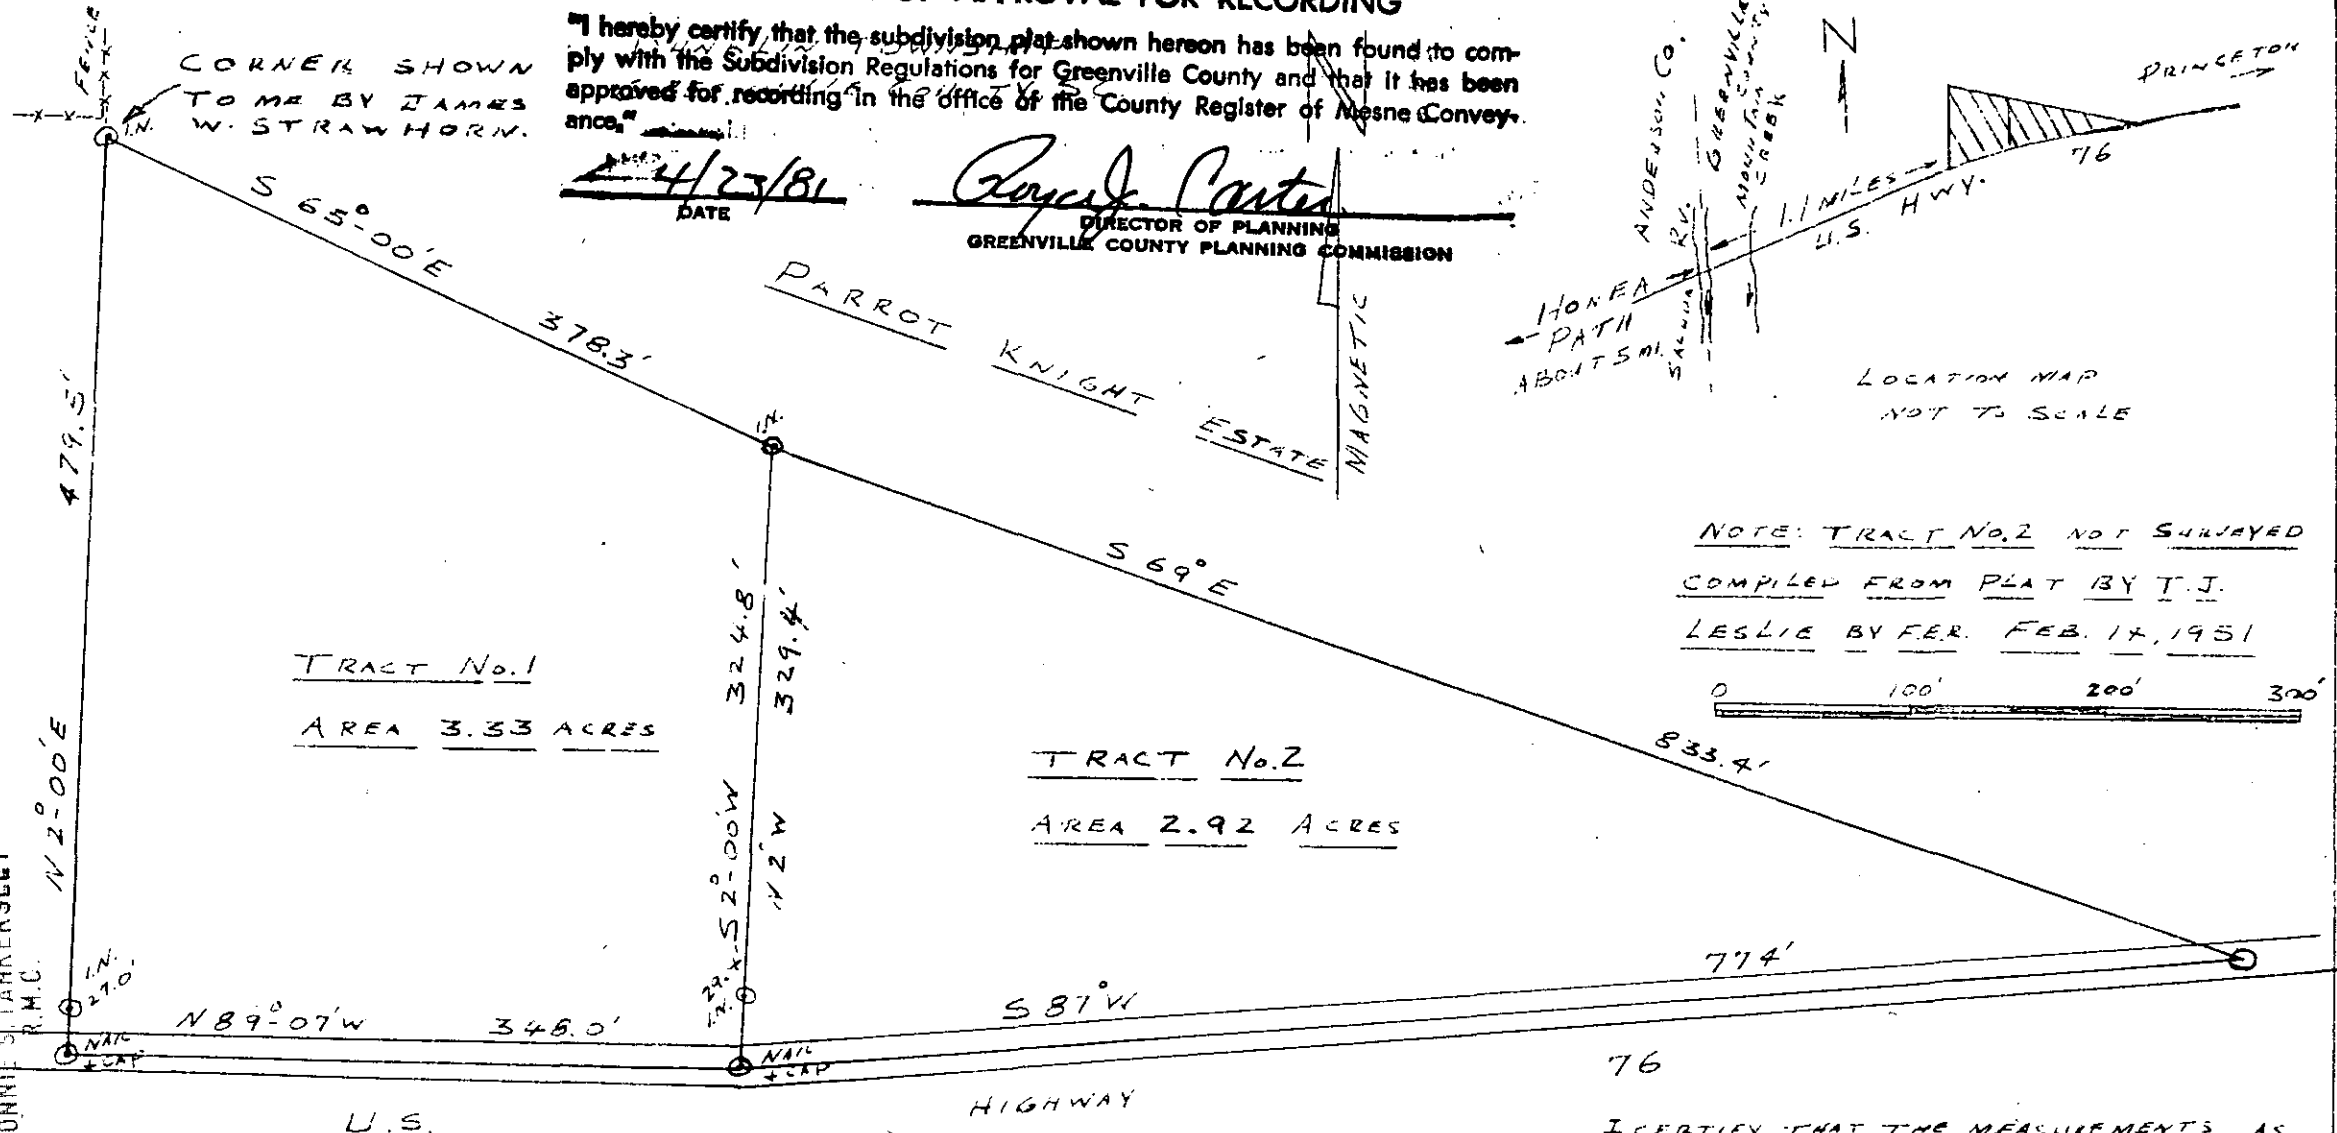 APPROVAL FOR RECORDING
"I hereby certify that the subdivision plat shown hereon has been found to com-
ply with the Subdivision Regulations for Greenville County and that it has been
approved for recording in the office of the County Register of Mesne Convey-
ance."
4/23/81
DATE
DIRECTOR OF PLANNING
GREENVILLE COUNTY PLANNING COMMISSION
FENCE
CORNER SHOWN
TO ME BY JAMES
W. STRAWHORN.
I.N.
S 65°-00'E
378.3'
PARROT KNIGHT ESTATE
MAGNETIC
N
PRINCETON
ANDERSON CO.
GREENVILLE
MOUNTAIN
CREEK
RV.
1.1 MILES
U.S. HWY. 76
HONEA
PATH
ABOUT 5 MI.
LOCATION MAP
NOT TO SCALE
479.5'
N 2°-00'E
324.8'
329.4'
S 2°-00'W
N 2°W
S 69°E
833.4'
NOTE: TRACT No.2 NOT SURVEYED
COMPILED FROM PLAT BY T.J.
LESLIE BY F.E.R. FEB. 1951
0 100' 200' 300'
TRACT No.1
AREA 3.33 ACRES
TRACT No.2
AREA 2.92 ACRES
R.M.C.
I.N.
27.0'
NAIL
+ CAP
N 89°-07'W
NAIL
+ CAP
S 87°W
774'
U.S. HIGHWAY 76
I CERTIFY THAT THE MEASUREMENTS AS